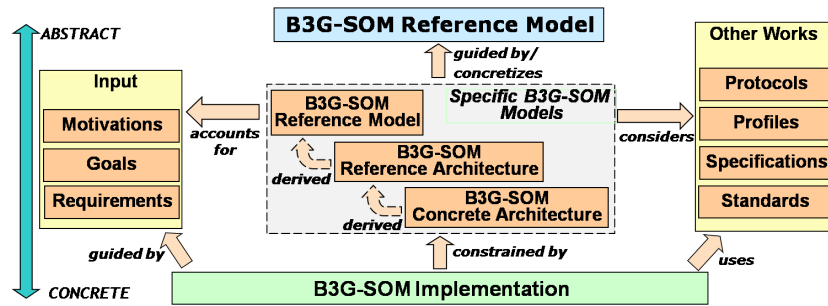 B3G-SOM Reference Model
ABSTRACT
guided by/
concretizes
Other Works
Input
Specific B3G-SOM
Models
Protocols
B3G-SOM
Reference Model
Motivations
accounts
for
considers
Profiles
Goals
B3G-SOM
Reference Architecture
Specifications
derived
Requirements
B3G-SOM
Concrete Architecture
Standards
derived
guided by
constrained by
uses
B3G-SOM Implementation
CONCRETE